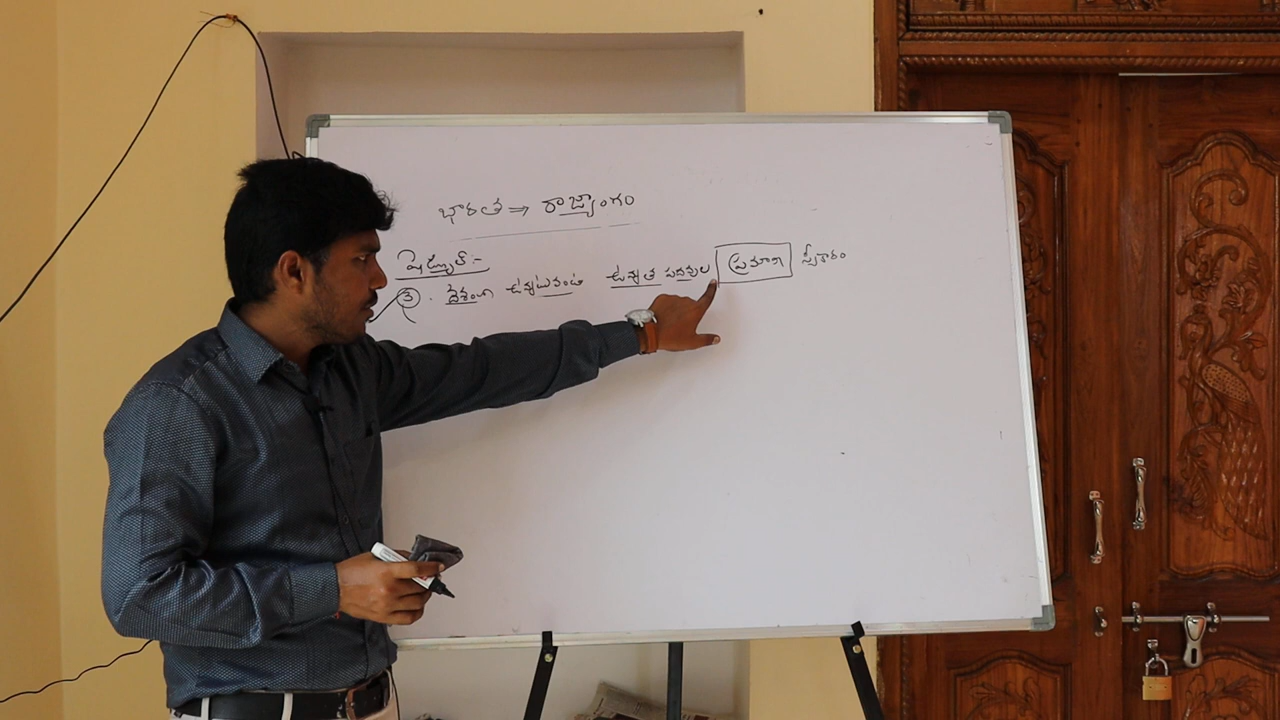 భారత ⇒ రాజ్యాంగం
షెడ్యుల్ :-
③ . దేశంలో ఉన్నటువంటి ఉన్నత పదవుల ప్రమాణ స్వీకారం